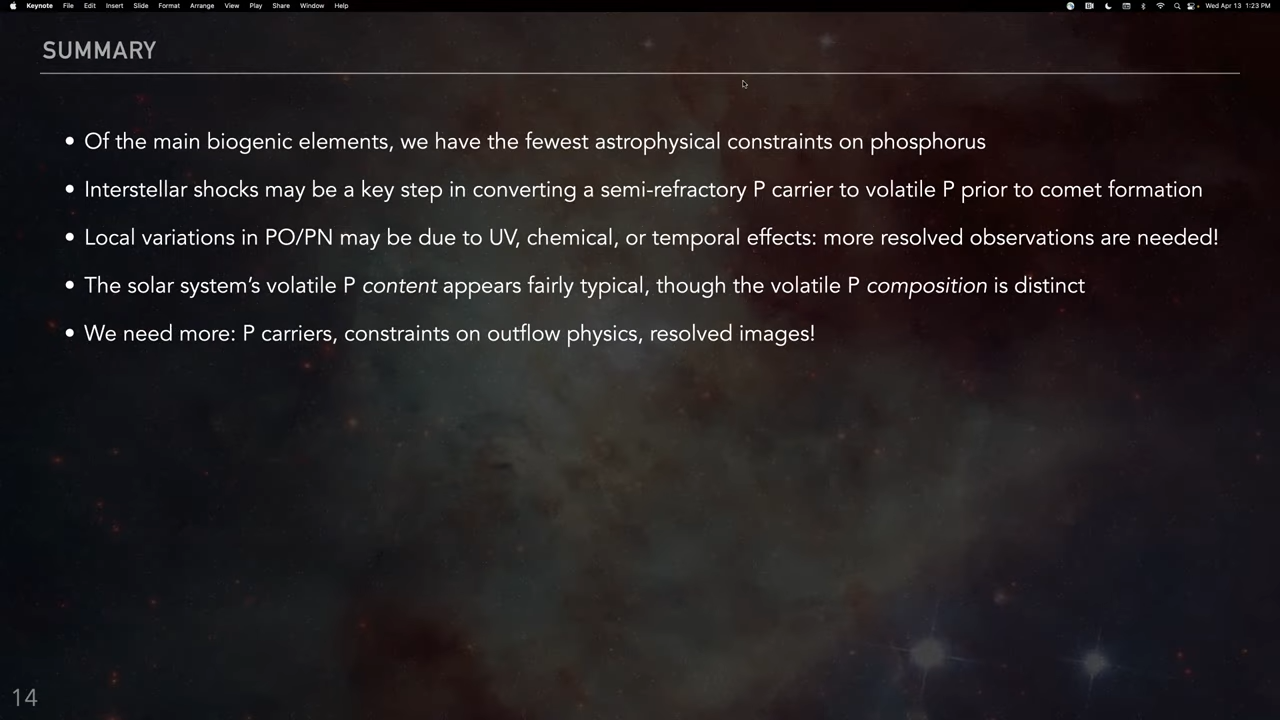 Keynote File Edit Insert Slide Format Arrange View Play Share Window Help Wed Apr 13 1:23 PM
SUMMARY
• Of the main biogenic elements, we have the fewest astrophysical constraints on phosphorus
• Interstellar shocks may be a key step in converting a semi-refractory P carrier to volatile P prior to comet formation
• Local variations in PO/PN may be due to UV, chemical, or temporal effects: more resolved observations are needed!
• The solar system's volatile P content appears fairly typical, though the volatile P composition is distinct
• We need more: P carriers, constraints on outflow physics, resolved images!
14